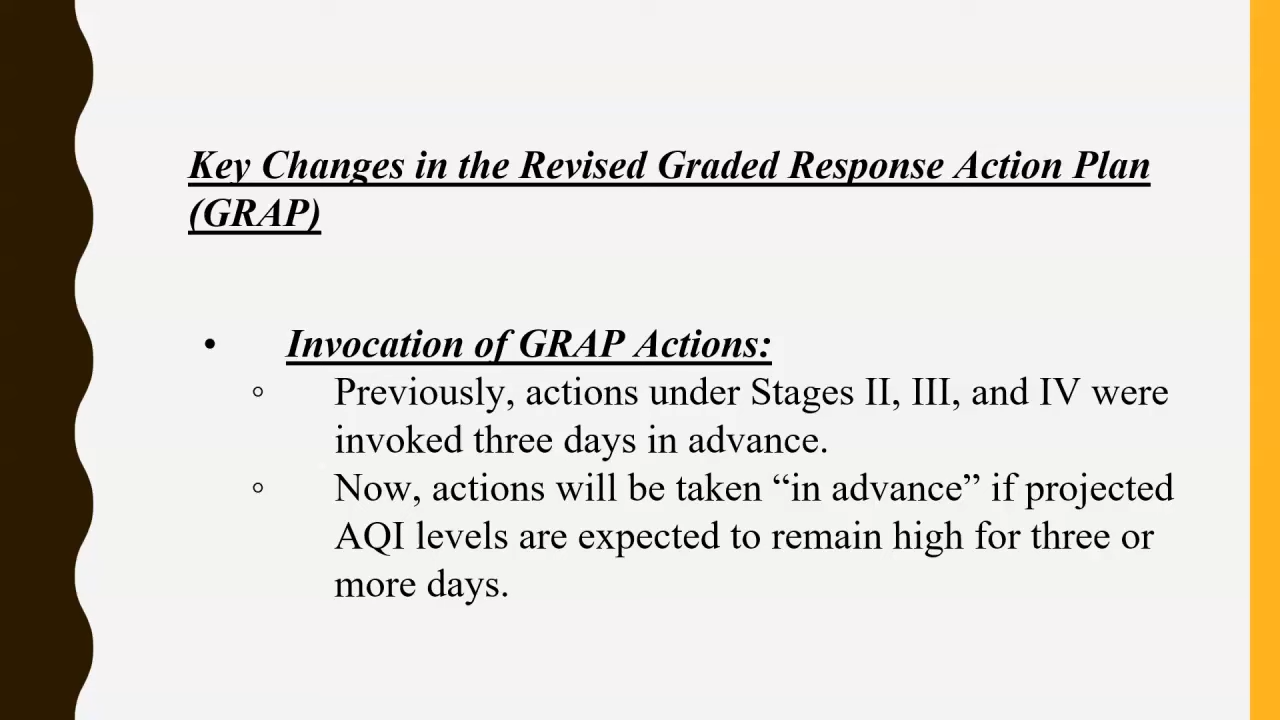 Key Changes in the Revised Graded Response Action Plan
(GRAP)
• Invocation of GRAP Actions:
◦ Previously, actions under Stages II, III, and IV were
invoked three days in advance.
◦ Now, actions will be taken “in advance” if projected
AQI levels are expected to remain high for three or
more days.